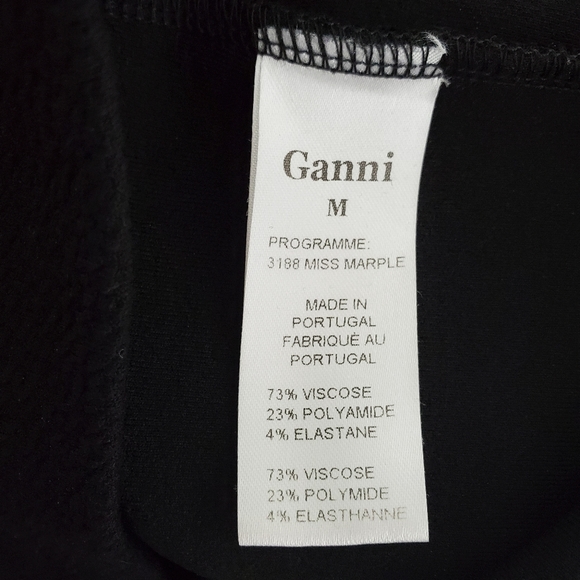 Ganni
M
PROGRAMME:
3188 MISS MARPLE
MADE IN
PORTUGAL
FABRIQUÈ AU
PORTUGAL
73% VISCOSE
23% POLYAMIDE
4% ELASTANE
73% VISCOSE
23% POLYMIDE
4% ELASTHANNE